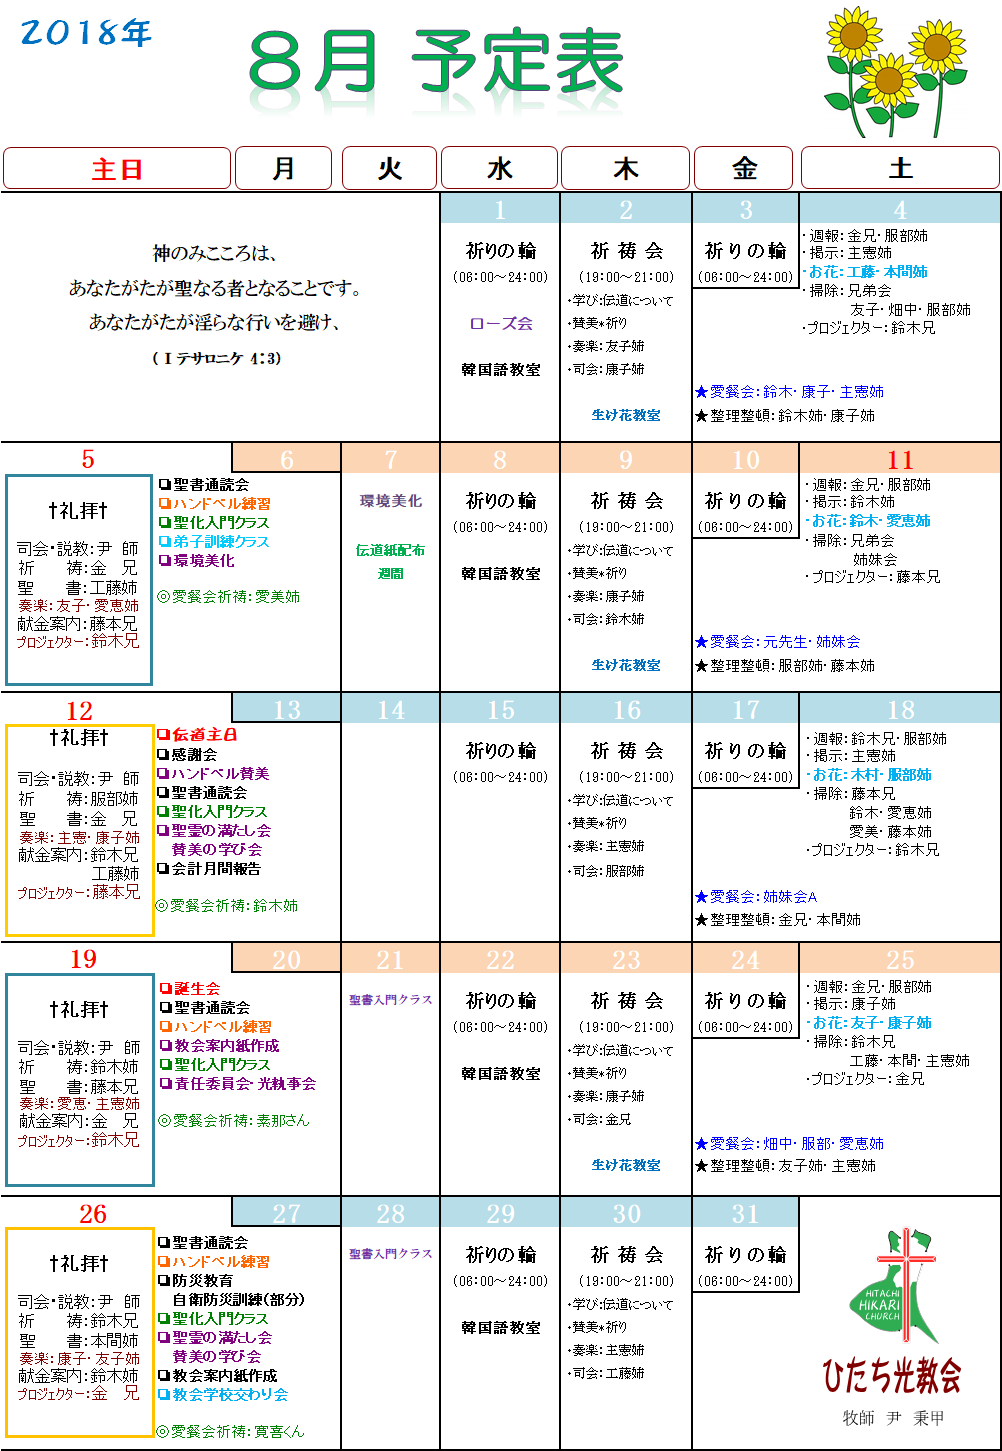 2018年
8月 予定表
主日 月 火 水 木 金 土
神のみこころは、
あなたがたが聖なる者となることです。
あなたがたが淫らな行いを避け、
(Ⅰテサロニケ 4:3)
1
祈りの輪
(06:00～24:00)
ローズ会
韓国語教室
2
祈 祷 会
(19:00～21:00)
・学び:伝道について
・賛美*祈り
・奏楽:友子姉
・司会:康子姉
生け花教室
3
祈りの輪
(06:00～24:00)
4
・週報:金兄・服部姉
・掲示:主憲姉
・お花:工藤・本間姉
・掃除:兄弟会
友子・畑中・服部姉
・プロジェクター:鈴木兄
★愛餐会:鈴木・康子・主憲姉
★整理整頓:鈴木姉・康子姉
5
✝礼拝✝
司会・説教:尹 師
祈 祷:金 兄
聖 書:工藤姉
奏楽:友子・愛恵姉
献金案内:藤本兄
プロジェクター:鈴木兄
❏聖書通読会
❏ハンドベル練習
❏聖化入門クラス
❏弟子訓練クラス
❏環境美化
◎愛餐会祈祷:愛美姉
6
7
環境美化
伝道紙配布
週間
8
祈りの輪
(06:00～24:00)
韓国語教室
9
祈 祷 会
(19:00～21:00)
・学び:伝道について
・賛美*祈り
・奏楽:康子姉
・司会:鈴木姉
生け花教室
10
祈りの輪
(06:00～24:00)
11
・週報:金兄・服部姉
・掲示:鈴木姉
・お花:鈴木・愛恵姉
・掃除:兄弟会
姉妹会
・プロジェクター:藤本兄
★愛餐会:元先生・姉妹会
★整理整頓:服部姉・藤本姉
12
✝礼拝✝
司会・説教:尹 師
祈 祷:服部姉
聖 書:金 兄
奏楽:主憲・康子姉
献金案内:鈴木兄
工藤姉
プロジェクター:藤本兄
❏伝道主日
❏感謝会
❏ハンドベル賛美
❏聖書通読会
❏聖化入門クラス
❏聖霊の満たし会
賛美の学び会
❏会計月間報告
◎愛餐会祈祷:鈴木姉
13
14
15
祈りの輪
(06:00～24:00)
16
祈 祷 会
(19:00～21:00)
・学び:伝道について
・賛美*祈り
・奏楽:主憲姉
・司会:服部姉
17
祈りの輪
(06:00～24:00)
18
・週報:鈴木兄・服部姉
・掲示:主憲姉
・お花:木村・服部姉
・掃除:藤本兄
鈴木・愛恵姉
愛美・藤本姉
・プロジェクター:鈴木兄
★愛餐会:姉妹会A
★整理整頓:金兄・本間姉
19
✝礼拝✝
司会・説教:尹 師
祈 祷:鈴木姉
聖 書:藤本兄
奏楽:愛恵・主憲姉
献金案内:金 兄
プロジェクター:鈴木兄
❏誕生会
❏聖書通読会
❏ハンドベル練習
❏教会案内紙作成
❏聖化入門クラス
❏責任委員会・光執事会
◎愛餐会祈祷:素那さん
20
21
聖書入門クラス
22
祈りの輪
(06:00～24:00)
韓国語教室
23
祈 祷 会
(19:00～21:00)
・学び:伝道について
・賛美*祈り
・奏楽:康子姉
・司会:金兄
生け花教室
24
祈りの輪
(06:00～24:00)
25
・週報:金兄・服部姉
・掲示:康子姉
・お花:友子・康子姉
・掃除:鈴木兄
工藤・本間・主憲姉
・プロジェクター:金兄
★愛餐会:畑中・服部・愛恵姉
★整理整頓:友子姉・主憲姉
26
✝礼拝✝
司会・説教:尹 師
祈 祷:鈴木兄
聖 書:本間姉
奏楽:康子・友子姉
献金案内:鈴木姉
プロジェクター:金 兄
❏聖書通読会
❏ハンドベル練習
❏防災教育
自衛防災訓練(部分)
❏聖化入門クラス
❏聖霊の満たし会
賛美の学び会
❏教会案内紙作成
❏教会学校交わり会
◎愛餐会祈祷:寛喜くん
27
28
聖書入門クラス
29
祈りの輪
(06:00～24:00)
韓国語教室
30
祈 祷 会
(19:00～21:00)
・学び:伝道について
・賛美*祈り
・奏楽:主憲姉
・司会:工藤姉
31
祈りの輪
(06:00～24:00)
HITACHI
HIKARI
CHURCH
ひたち光教会
牧師 尹 秉甲